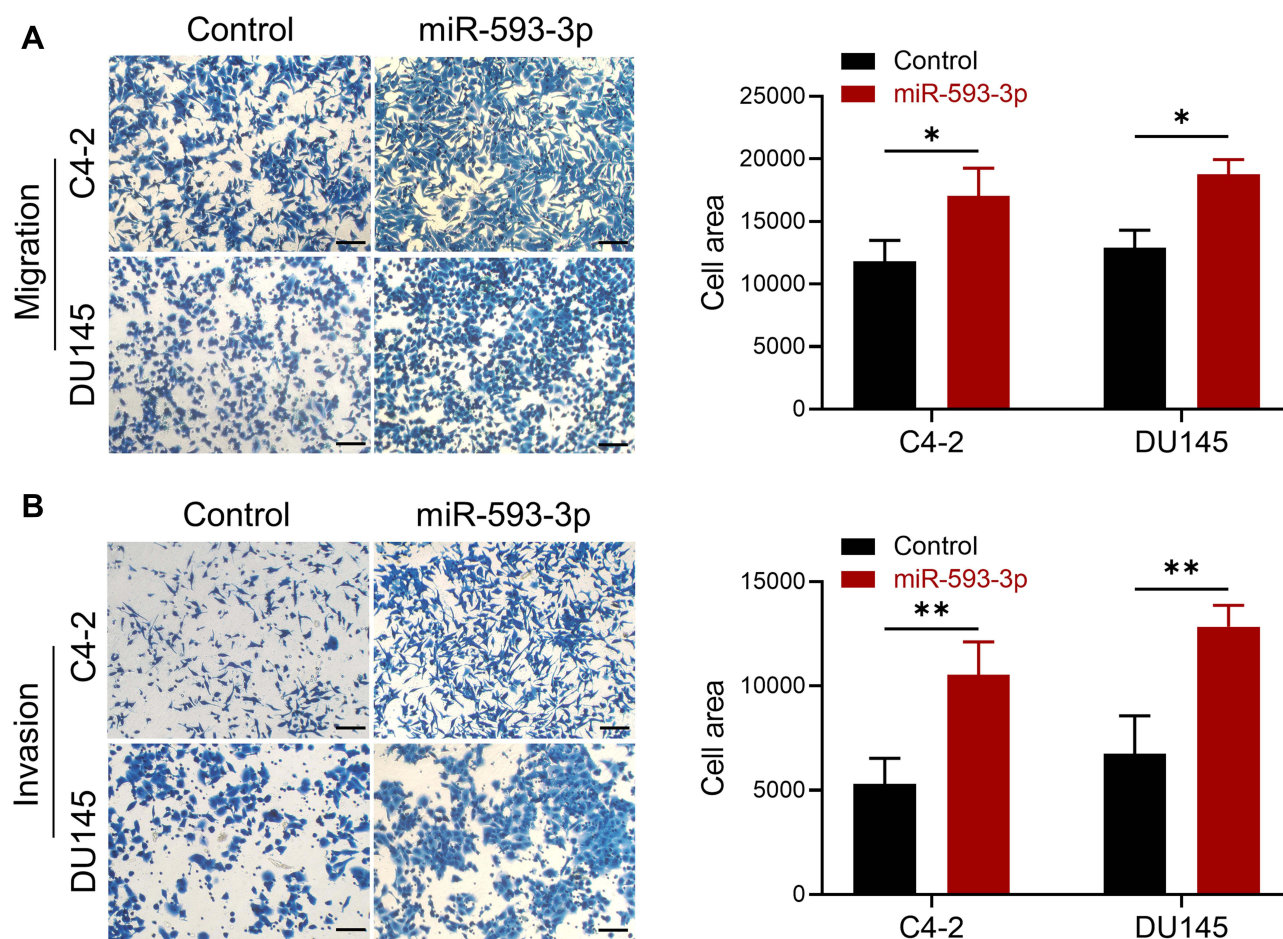 A
Control
miR-593-3p
Migration
C4-2
DU145
Control
miR-593-3p
Cell area
25000
20000
15000
10000
5000
0
*
*
C4-2
DU145
B
Control
miR-593-3p
Invasion
C4-2
DU145
Control
miR-593-3p
Cell area
15000
10000
5000
0
**
**
C4-2
DU145